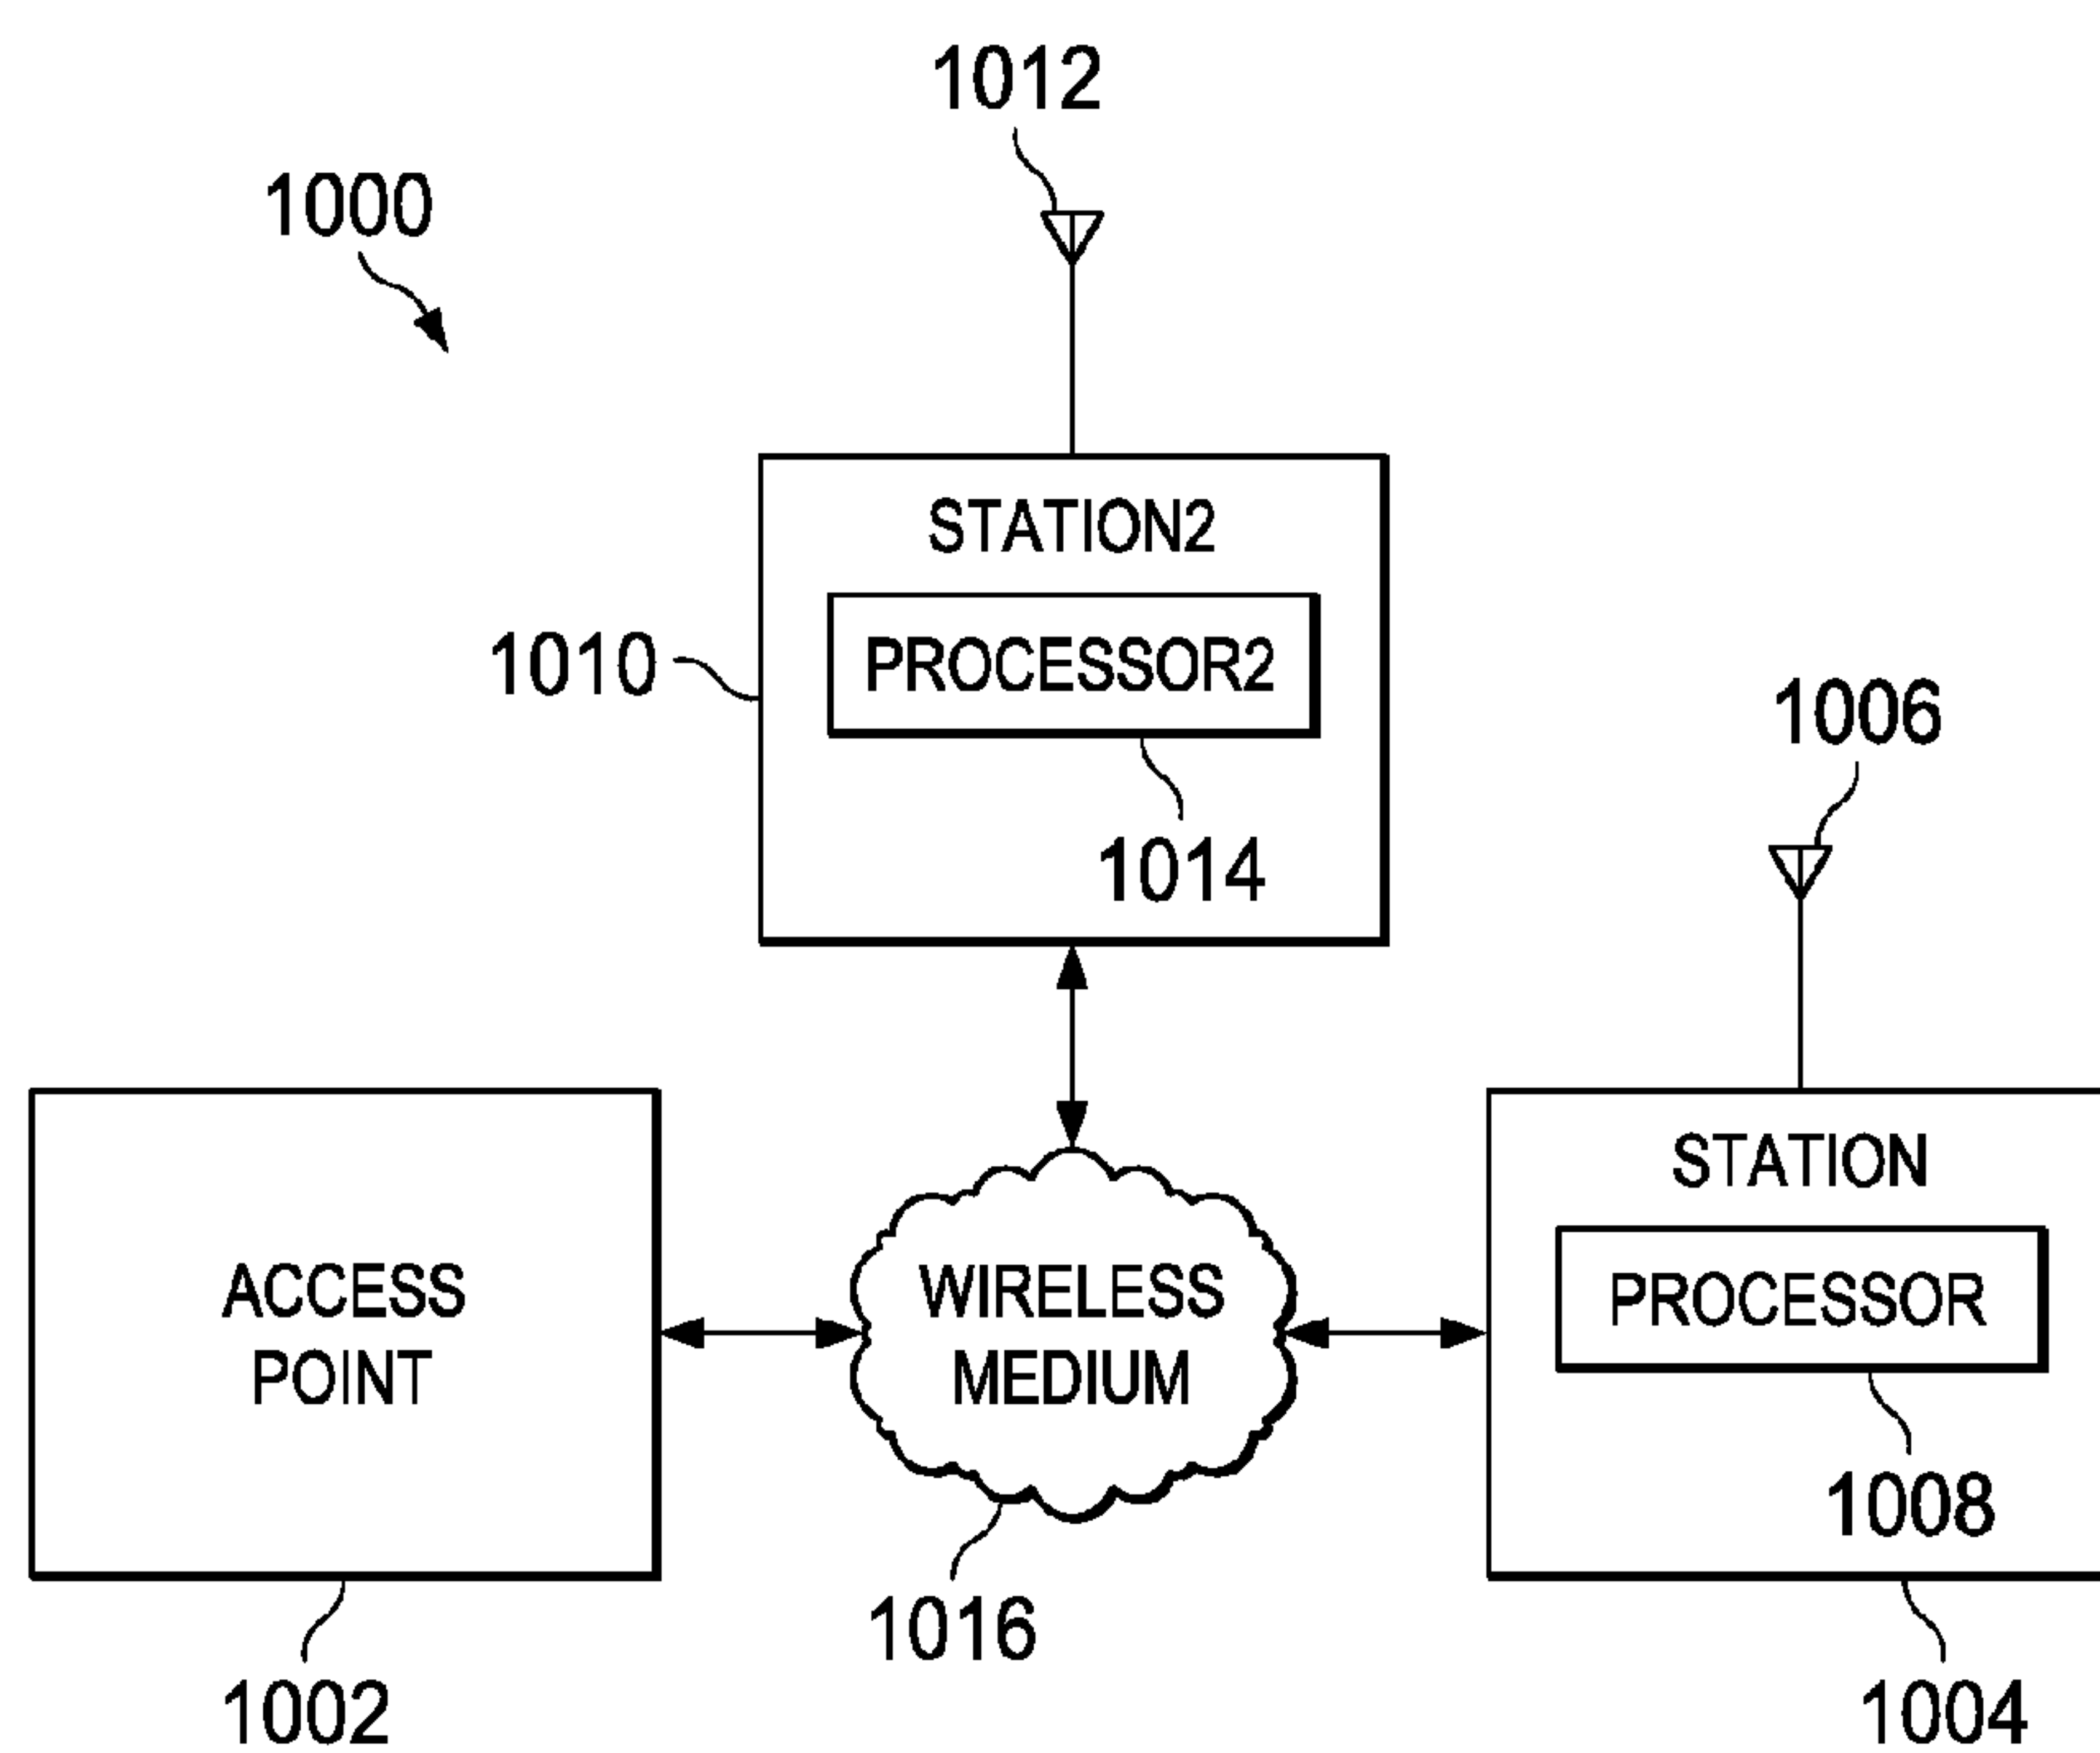 1012
1000
STATION2
PROCESSOR2
1010
1014
1006
ACCESS
POINT
WIRELESS
MEDIUM
STATION
PROCESSOR
1008
1016
1002
1004